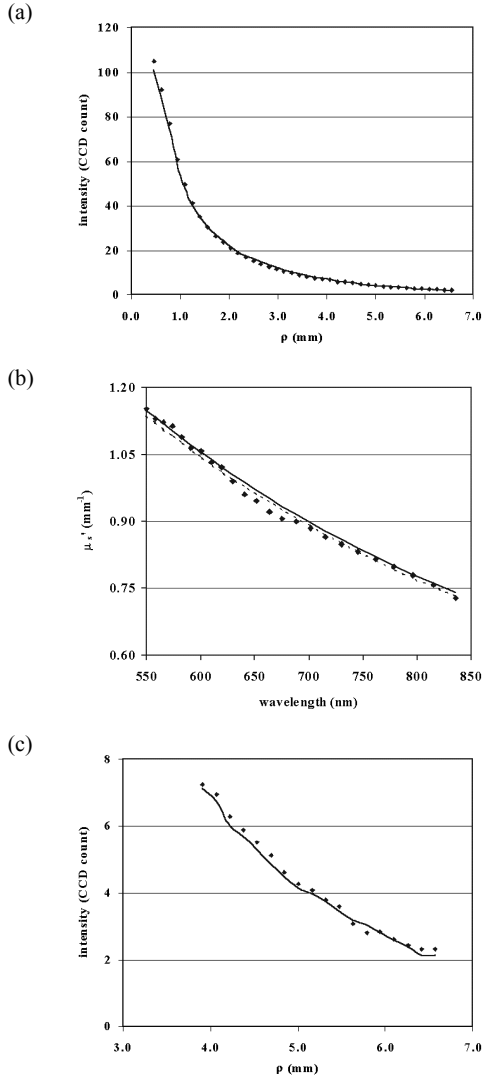 (a)
intensity (CCD count)
120
100
80
60
40
20
0
0.0 1.0 2.0 3.0 4.0 5.0 6.0 7.0
ρ (mm)
(b)
μs' (mm-1)
1.20
1.05
0.90
0.75
0.60
550 600 650 700 750 800 850
wavelength (nm)
(c)
intensity (CCD count)
8
6
4
2
0
3.0 4.0 5.0 6.0 7.0
ρ (mm)